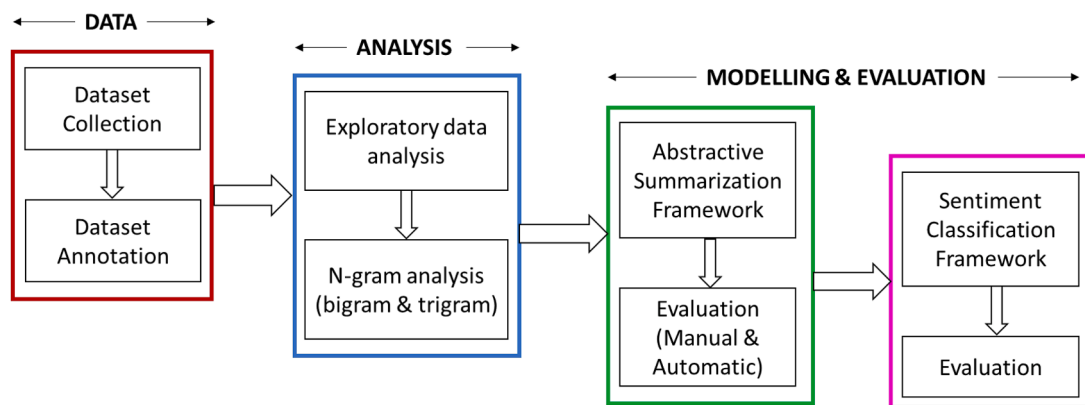 DATA
Dataset
Collection
Dataset
Annotation
ANALYSIS
Exploratory data
analysis
N-gram analysis
(bigram & trigram)
MODELLING & EVALUATION
Abstractive
Summarization
Framework
Evaluation
(Manual &
Automatic)
Sentiment
Classification
Framework
Evaluation